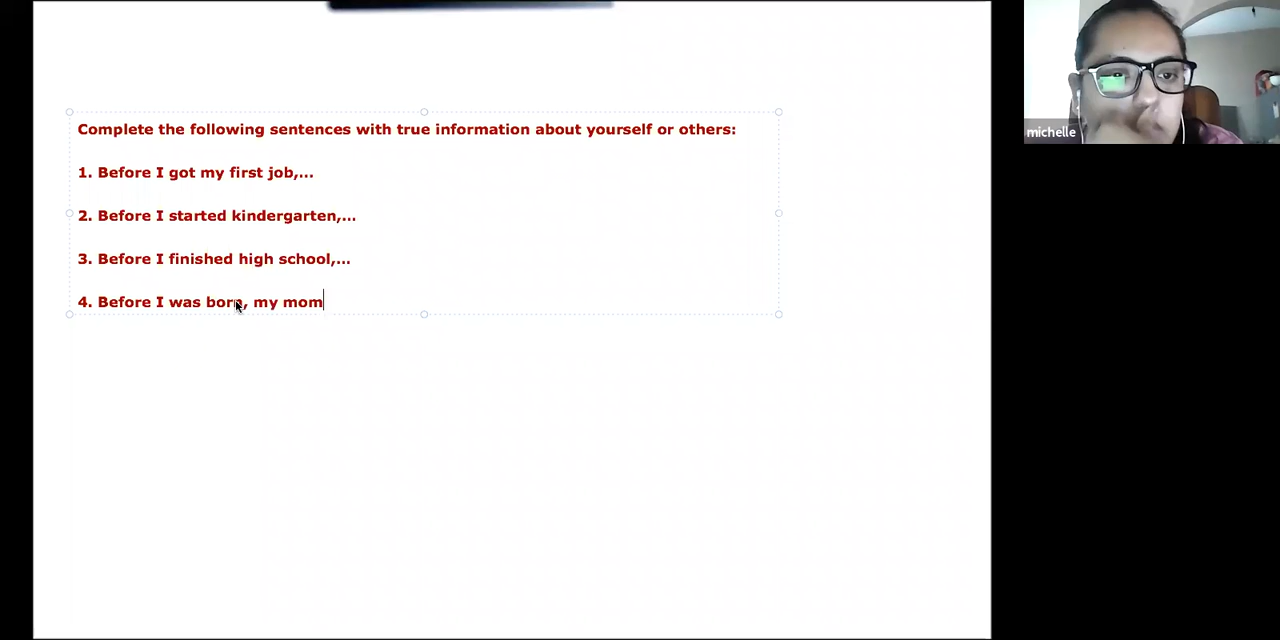 Complete the following sentences with true information about yourself or others:
1. Before I got my first job,...
2. Before I started kindergarten,...
3. Before I finished high school,...
4. Before I was born, my mom
michelle